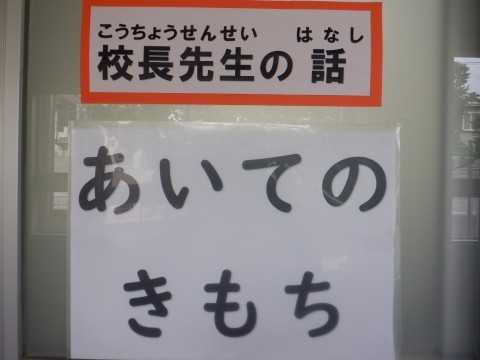 こうちょうせんせい はなし
校長先生の 話
あいての
きもち